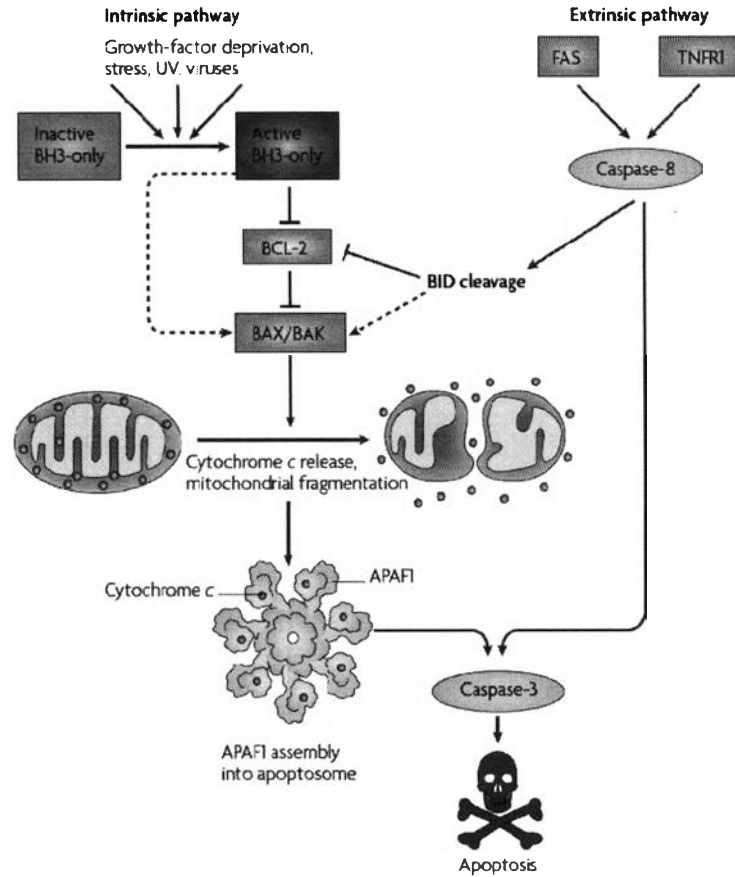 Intrinsic pathway
Growth-factor deprivation,
stress, UV, viruses
Inactive
BH3-only
Active
BH3-only
BCL-2
BAX/BAK
Extrinsic pathway
FAS
TNFR1
Caspase-8
BID cleavage
Cytochrome c release,
mitochondrial fragmentation
Cytochrome c
APAF1
APAF1 assembly
into apoptosome
Caspase-3
Apoptosis